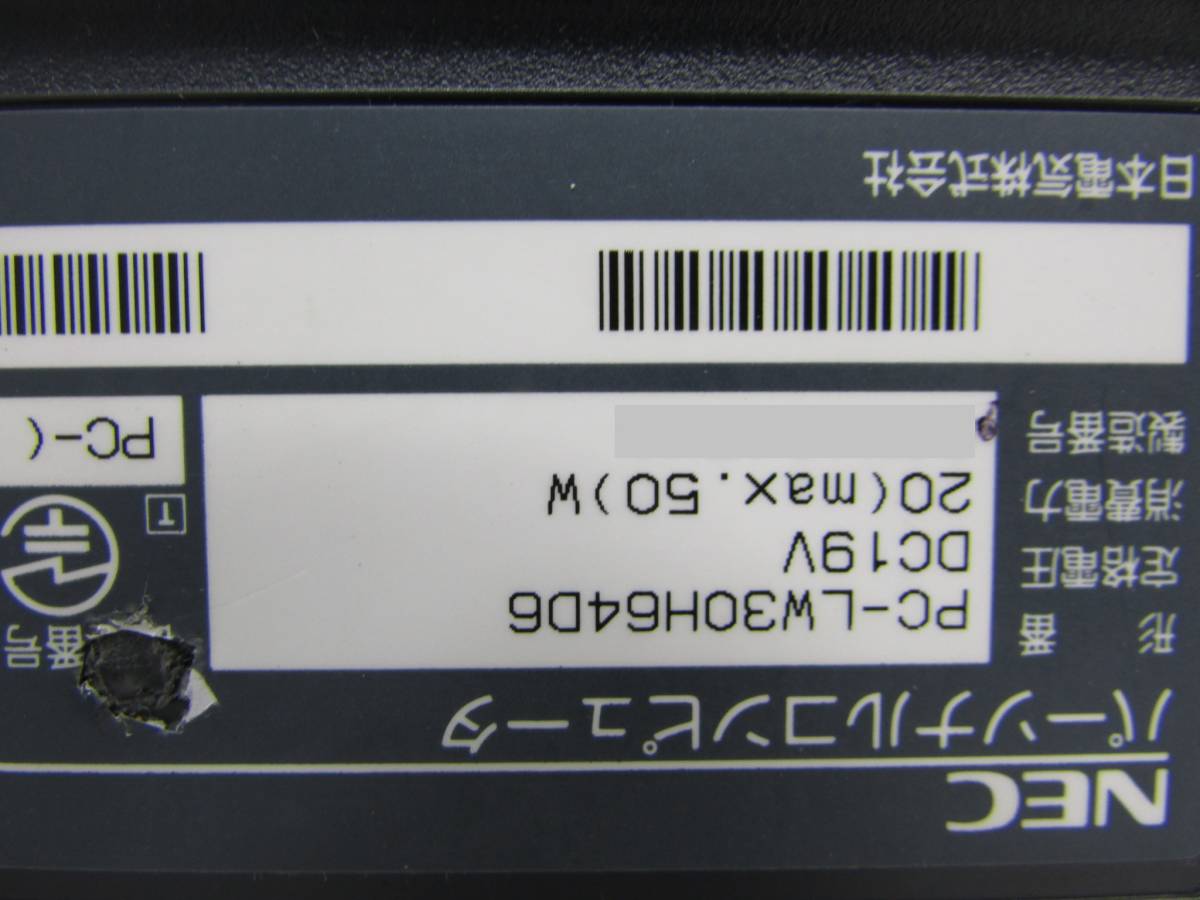 NEC
パーソナルコンピュータ
形 番 PC-LW30H64D6
定格電圧 DC19V
消費電力 20(max.50)W
製造番号
番号
T
PC-(
日本電気株式会社